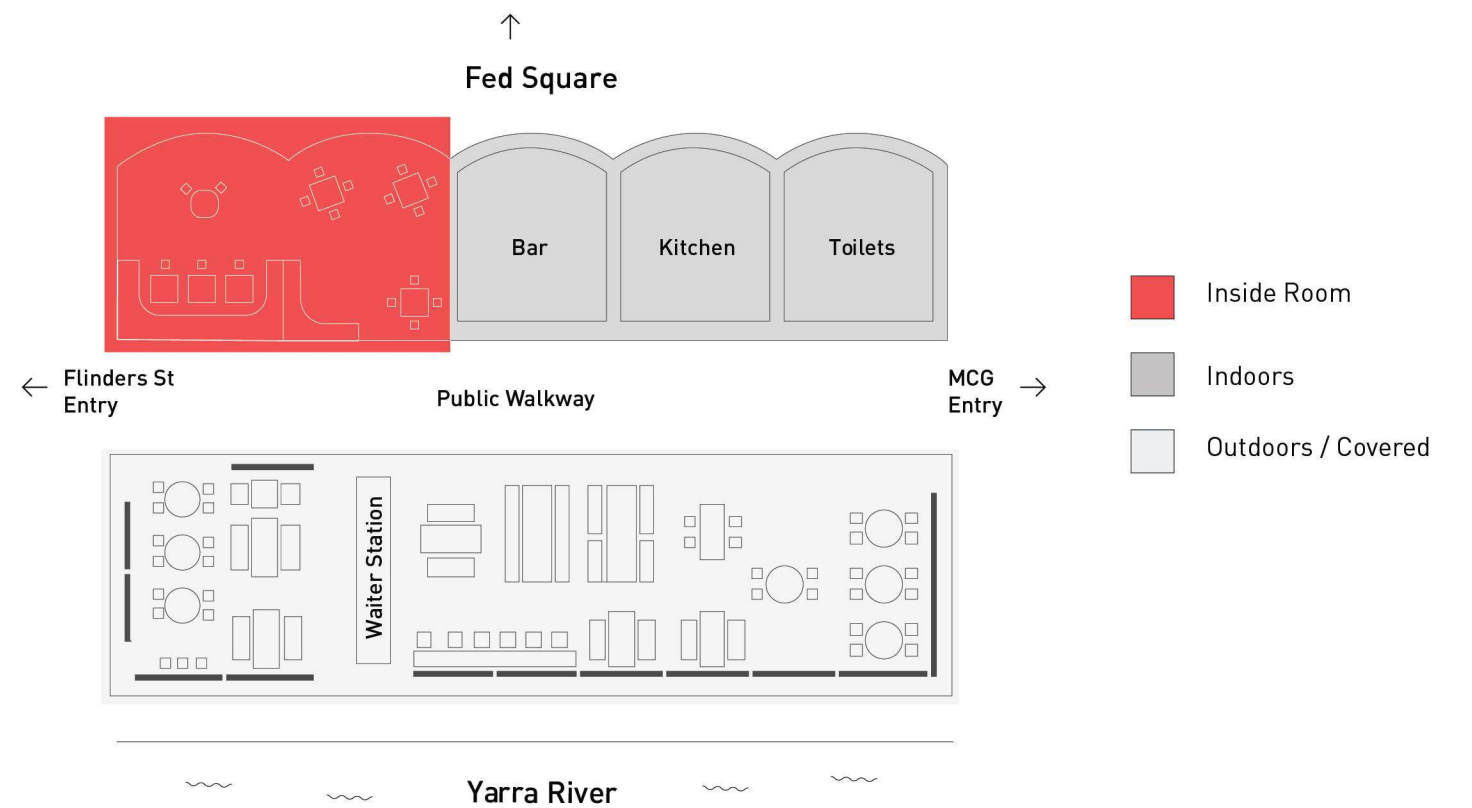 Fed Square
Bar
Kitchen
Toilets
Inside Room
Indoors
Outdoors / Covered
Flinders St
Entry
Public Walkway
MCG
Entry
Waiter Station
Yarra River